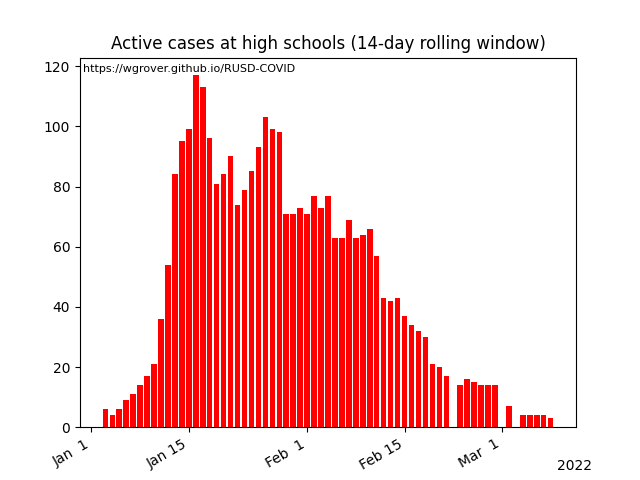 Active cases at high schools (14-day rolling window)
https://wgrover.github.io/RUSD-COVID
120
100
80
60
40
20
0
Jan 1
Jan 15
Feb 1
Feb 15
Mar 1
2022